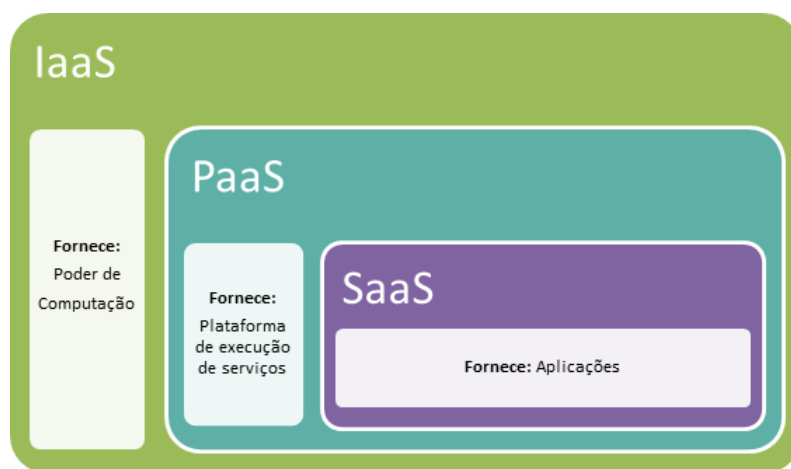 IaaS
Fornece:
Poder de
Computação
PaaS
Fornece:
Plataforma
de execução
de serviços
SaaS
Fornece: Aplicações